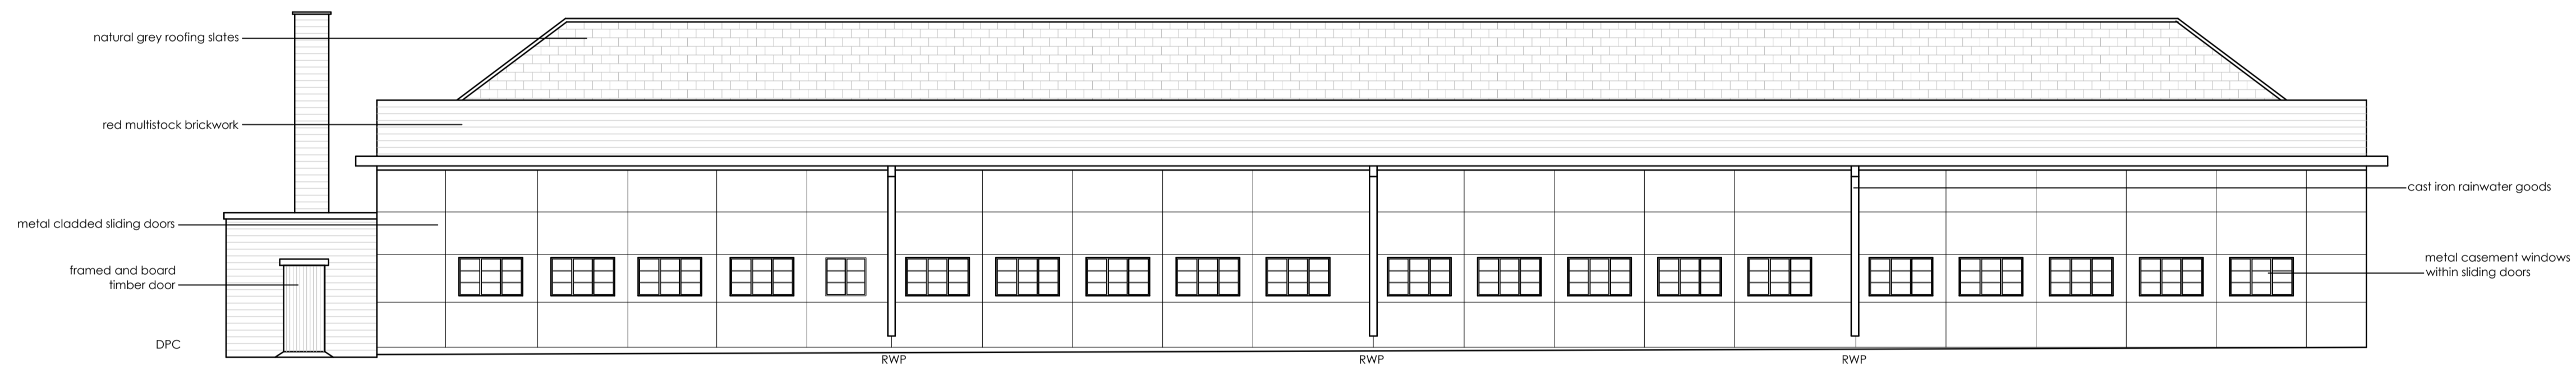 natural grey roofing slates
red multistock brickwork
metal cladded sliding doors
framed and board
timber door
DPC
RWP
RWP
RWP
cast iron rainwater goods
metal casement windows
within sliding doors